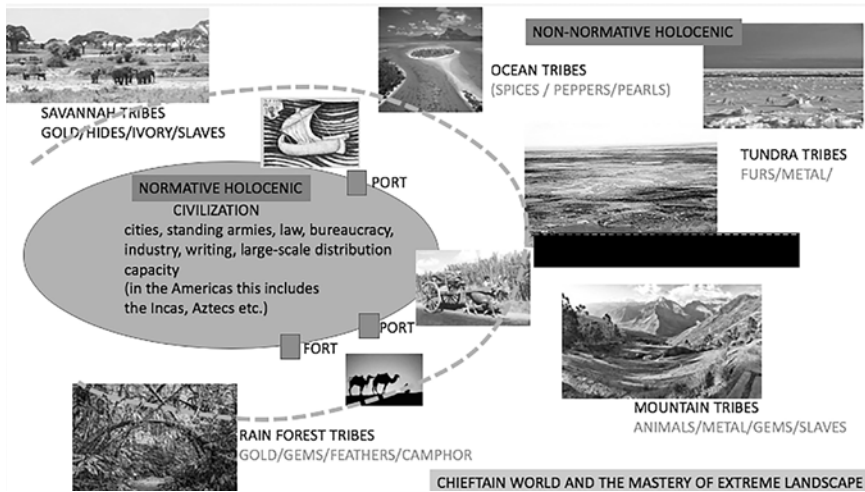 NON-NORMATIVE HOLOCENIC
OCEAN TRIBES
(SPICES / PEPPERS/PEARLS)
SAVANNAH TRIBES
GOLD/HIDES/IVORY/SLAVES
TUNDRA TRIBES
FURS/METAL/
NORMATIVE HOLOCENIC
PORT
CIVILIZATION
cities, standing armies, law, bureaucracy,
industry, writing, large-scale distribution
capacity
(in the Americas this includes
the Incas, Aztecs etc.)
PORT
FORT
MOUNTAIN TRIBES
ANIMALS/METAL/GEMS/SLAVES
RAIN FOREST TRIBES
GOLD/GEMS/FEATHERS/CAMPHOR
CHIEFTAIN WORLD AND THE MASTERY OF EXTREME LANDSCAPE